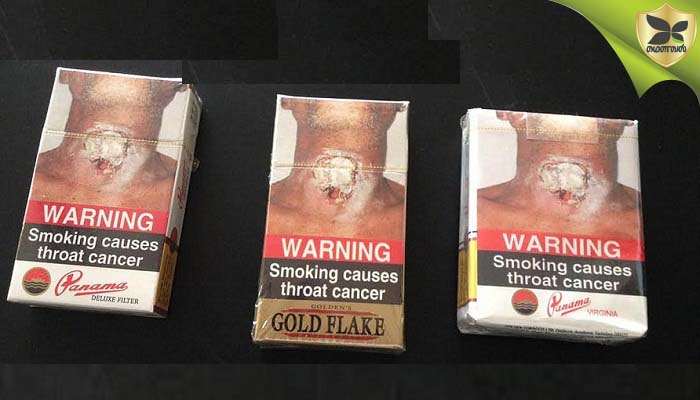 WARNING
Smoking causes
throat cancer
Panama
DELUXE FILTER
WARNING
Smoking causes
throat cancer
GOLDEN'S
GOLD FLAKE
WARNING
Smoking causes
throat cancer
Panama
VIRGINIA